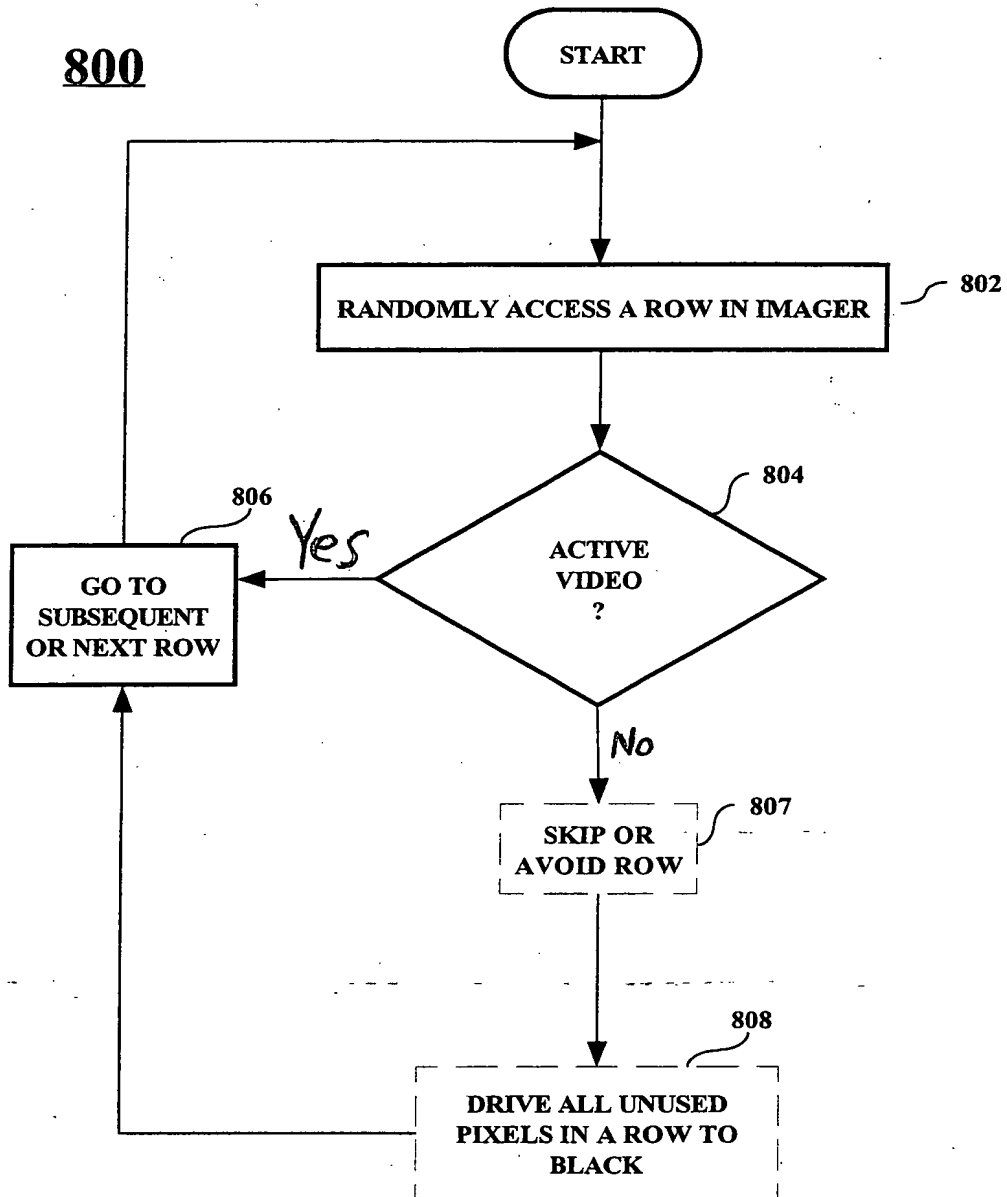 800
START
RANDOMLY ACCESS A ROW IN IMAGER
802
804
ACTIVE
VIDEO
?
806
Yes
GO TO
SUBSEQUENT
OR NEXT ROW
No
807
SKIP OR
AVOID ROW
808
DRIVE ALL UNUSED
PIXELS IN A ROW TO
BLACK